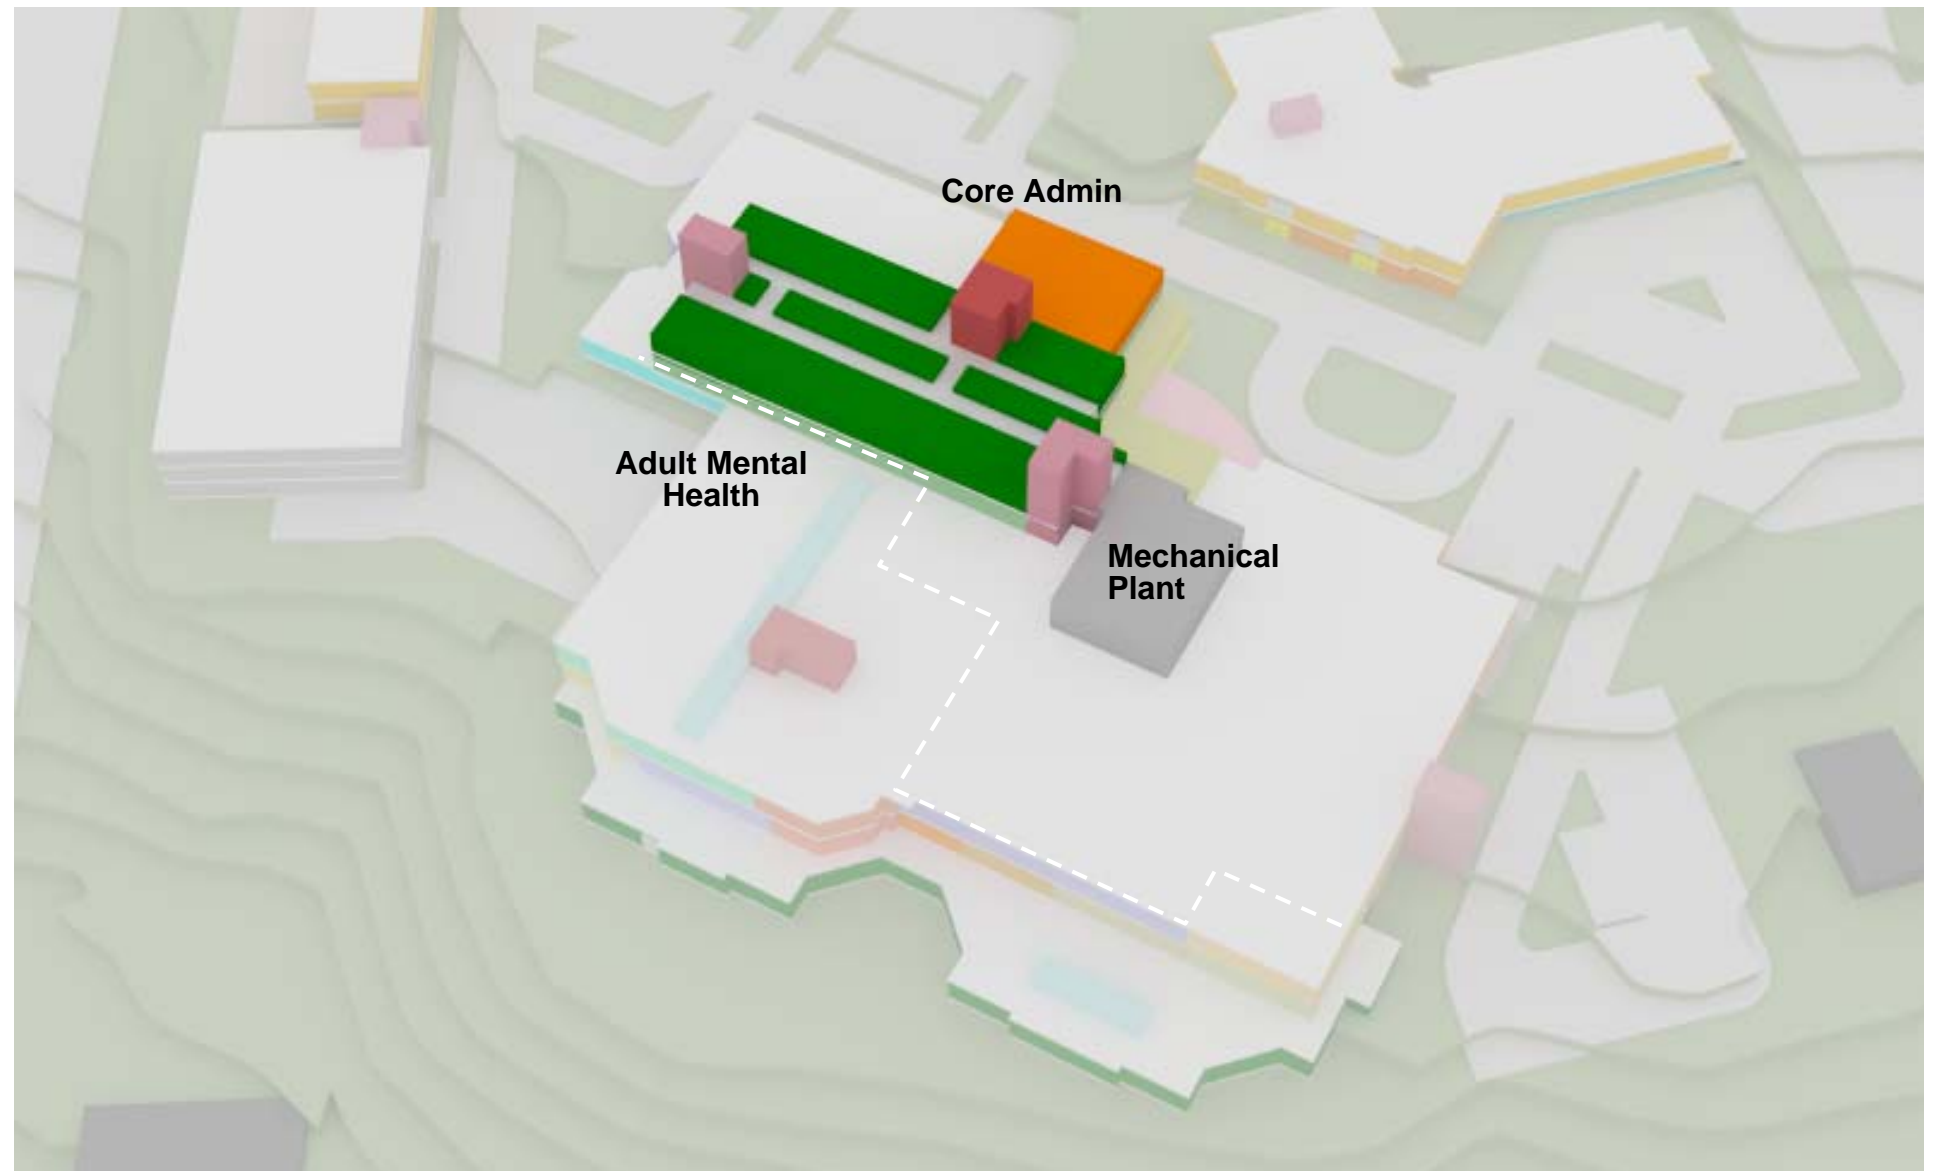 Core Admin
Adult Mental
Health
Mechanical
Plant